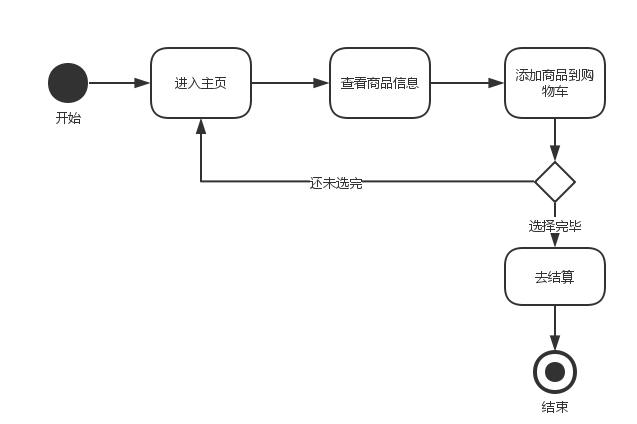 开始
进入主页
查看商品信息
添加商品到购
物车
还未选完
选择完毕
去结算
结束